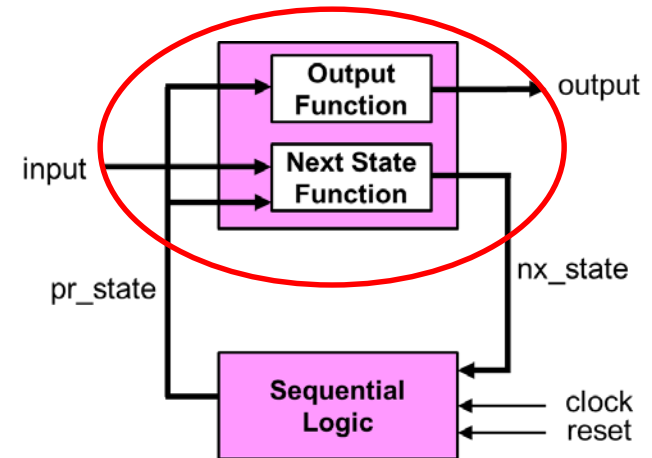 Output
Function
output
input
Next State
Function
pr_state
nx_state
Sequential
Logic
clock
reset